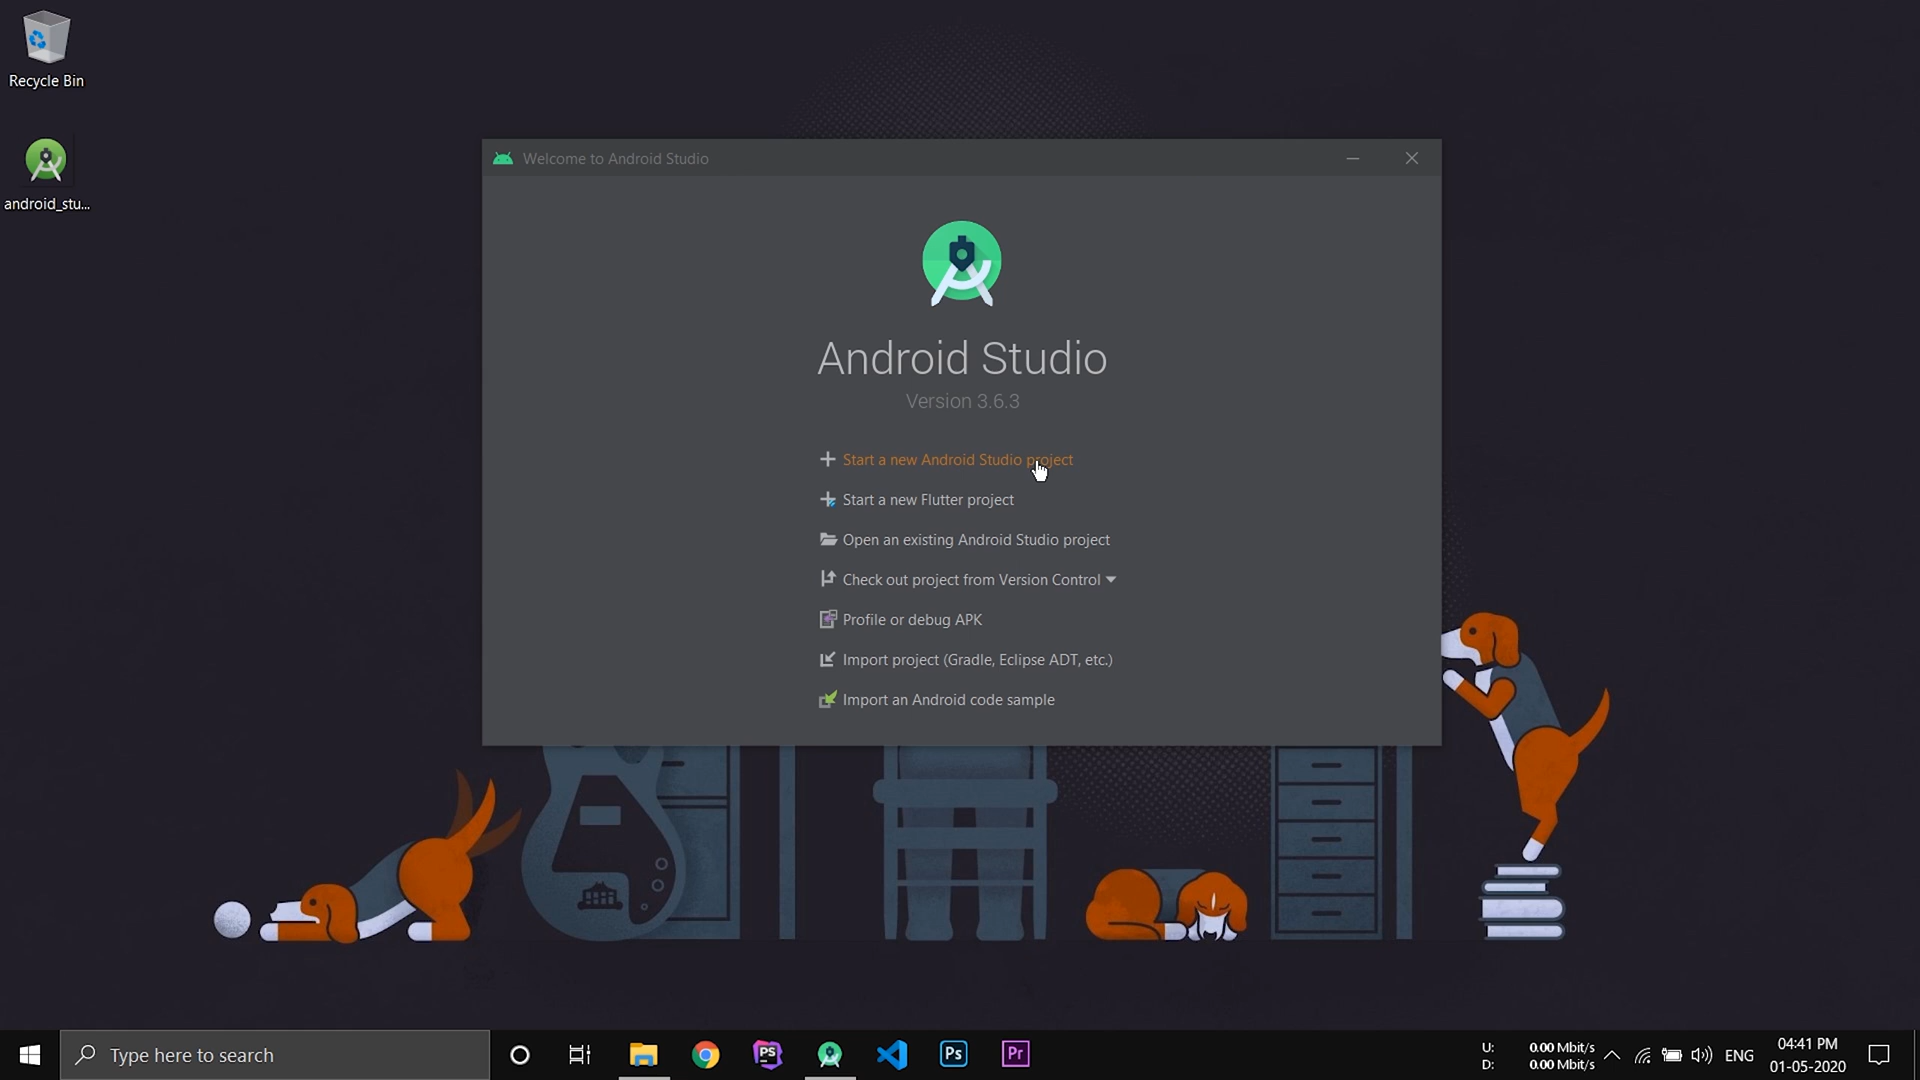 Recycle Bin
android_stu...
Welcome to Android Studio
Android Studio
Version 3.6.3
Start a new Android Studio project
Start a new Flutter project
Open an existing Android Studio project
Check out project from Version Control
Profile or debug APK
Import project (Gradle, Eclipse ADT, etc.)
Import an Android code sample
Type here to search
PS
Ps
Pr
U: 0.00 Mbit/s
D: 0.00 Mbit/s
ENG
04:41 PM
01-05-2020